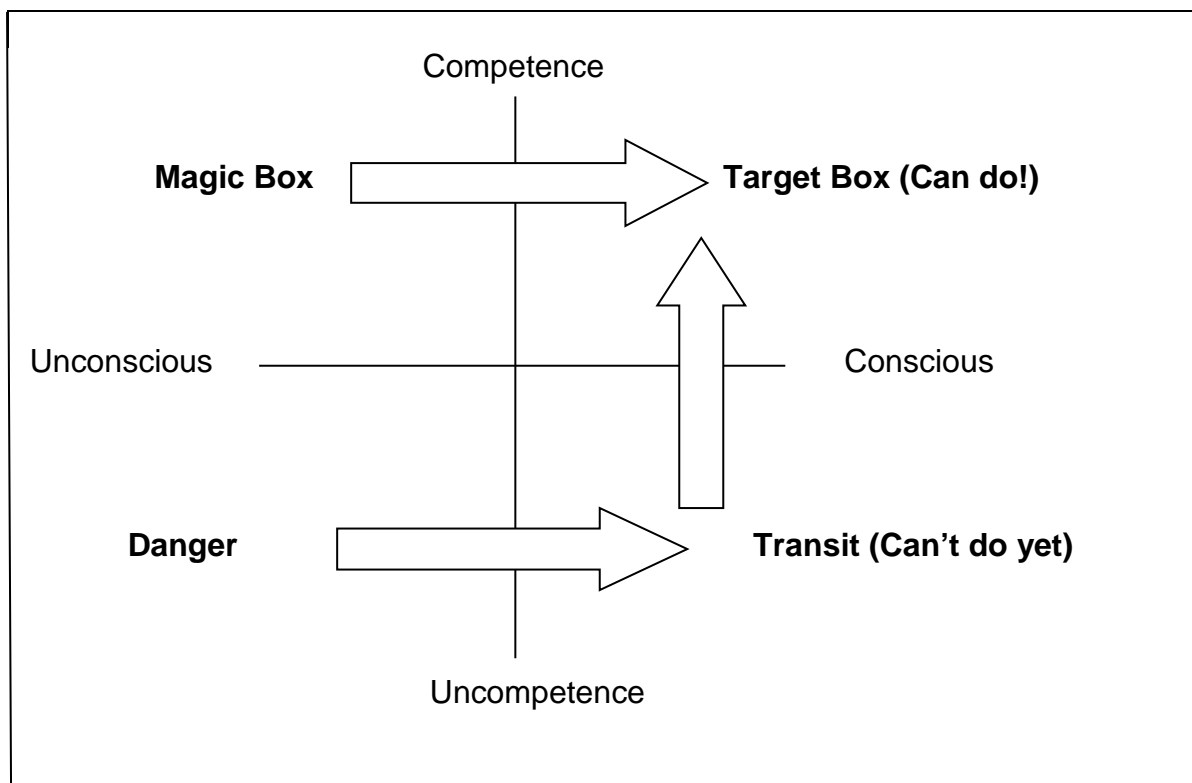 Competence
Magic Box
Target Box (Can do!)
Unconscious
Conscious
Danger
Transit (Can’t do yet)
Uncompetence